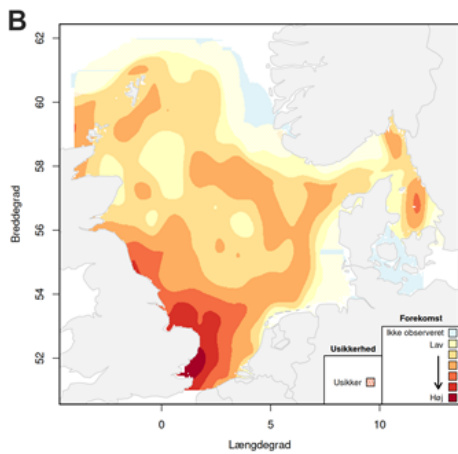 B
62
60
58
56
54
52
Breddegrad
0
5
10
Længdegrad
Usikkerhed
Usikker
Forekomst
Ikke observeret
Lav
Høj